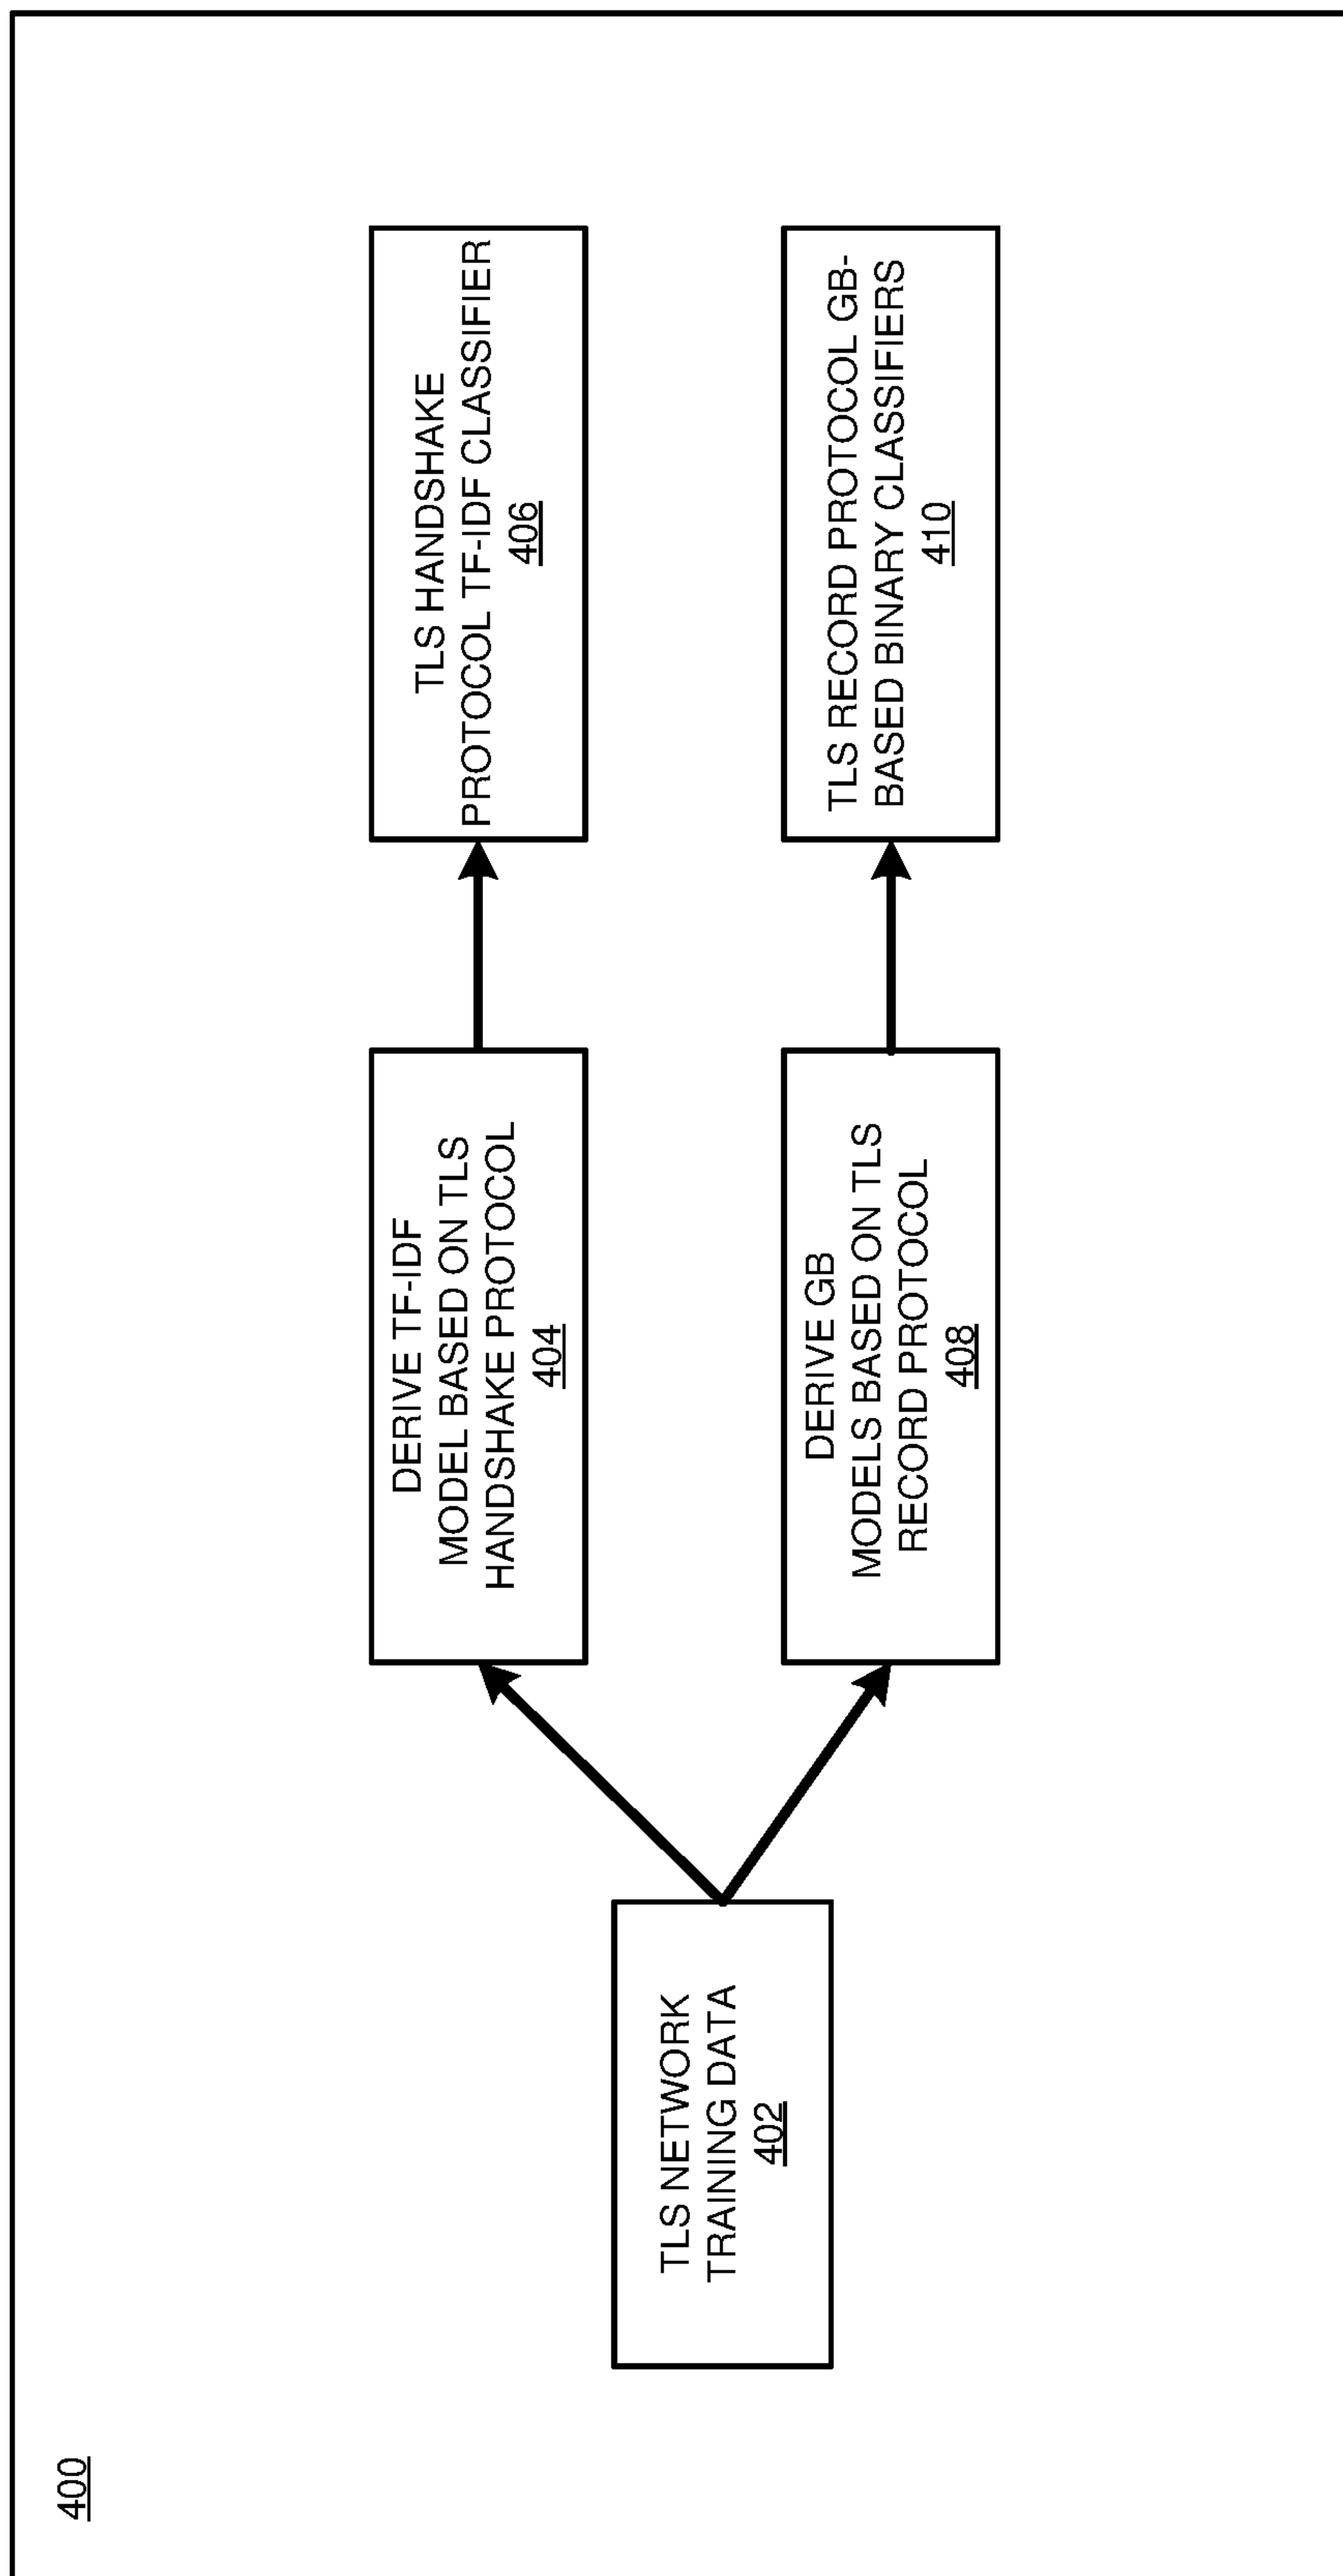 400
TLS NETWORK
TRAINING DATA
402
DERIVE TF-IDF
MODEL BASED ON TLS
HANDSHAKE PROTOCOL
404
TLS HANDSHAKE
PROTOCOL TF-IDF CLASSIFIER
406
DERIVE GB
MODELS BASED ON TLS
RECORD PROTOCOL
408
TLS RECORD PROTOCOL GB-
BASED BINARY CLASSIFIERS
410